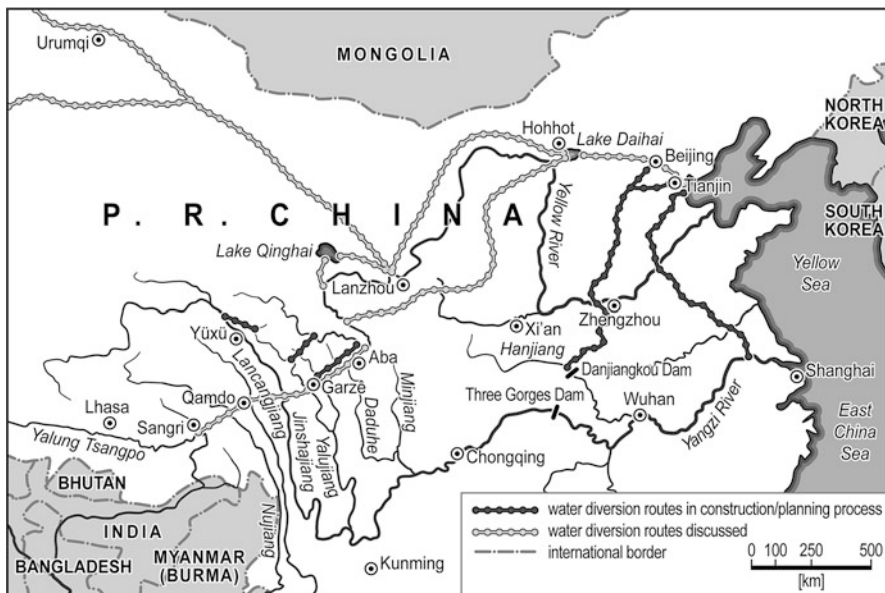 Urumqi
MONGOLIA
NORTH
KOREA
Hohhot
Lake Daihai
Beijing
Tianjin
P. R. CHINA
SOUTH
KOREA
Lake Qinghai
Yellow River
Yellow
Sea
Lanzhou
Zhengzhou
Xi'an
Hanjiang
Yüxü
Aba
Danjiangkou Dam
Shanghai
Lancangjiang
Garzê
Minjiang
Three Gorges Dam
Wuhan
Qamdo
Jinshajiang
Yalujiang
Daduhe
Yangzi River
East
China
Sea
Lhasa
Sangri
Yalung Tsangpo
Chongqing
BHUTAN
INDIA
Nujiang
MYANMAR
(BURMA)
BANGLADESH
Kunming
water diversion routes in construction/planning process
water diversion routes discussed
international border
0 100 250 500
[km]